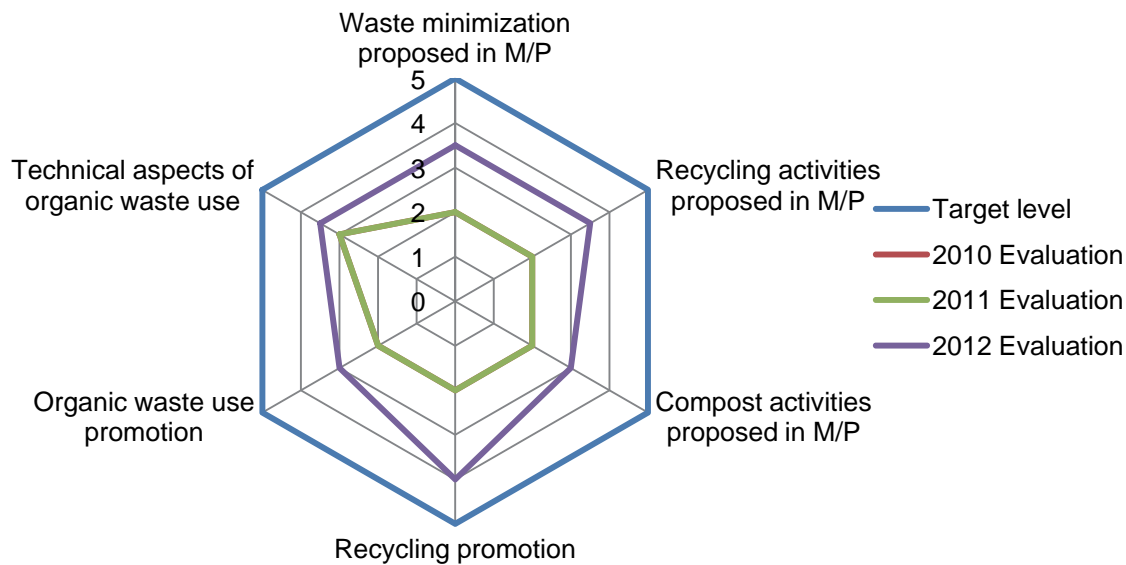 Waste minimization
proposed in M/P
5
4
3
2
1
0
Technical aspects of
organic waste use
Recycling activities
proposed in M/P
Target level
2010 Evaluation
2011 Evaluation
2012 Evaluation
Organic waste use
promotion
Compost activities
proposed in M/P
Recycling promotion